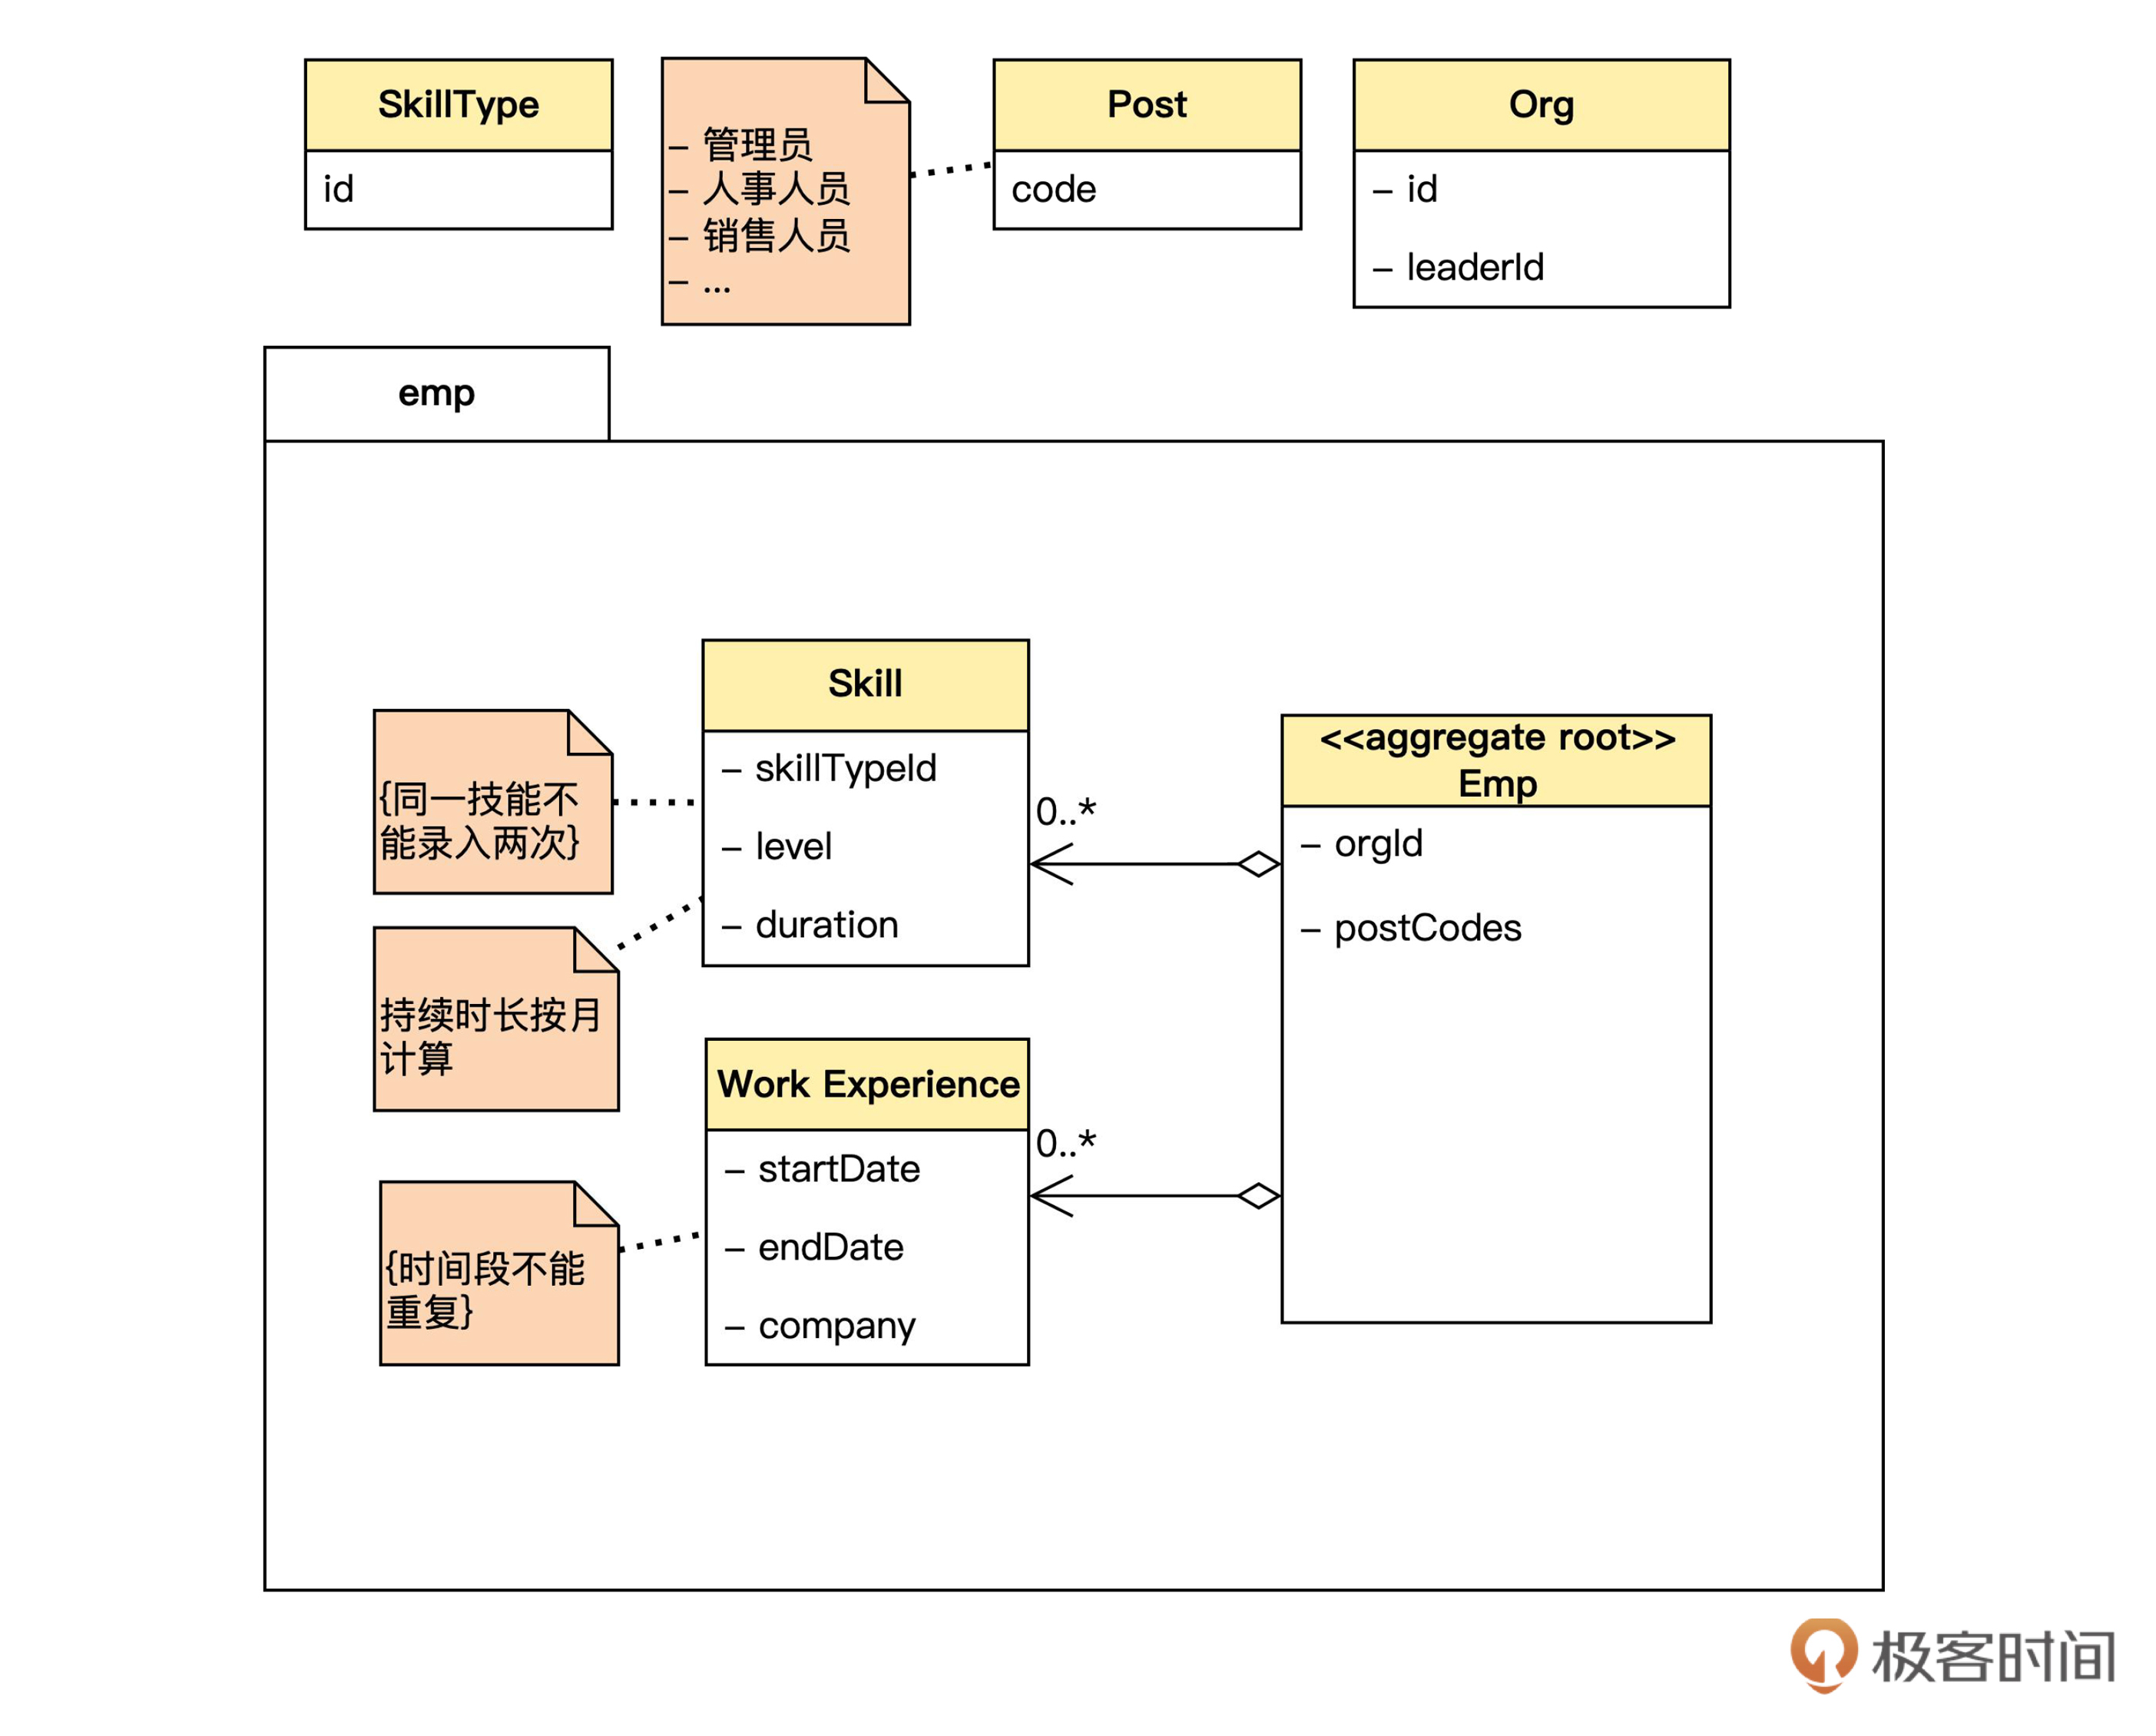 SkillType
id
– 管理员
– 人事人员
– 销售人员
– ...
Post
code
Org
– id
– leaderId
emp
{同一技能不
能录入两次}
持续时长按月
计算
{时间段不能
重复}
Skill
– skillTypeId
– level
– duration
0..*
Work Experience
– startDate
– endDate
– company
0..*
<<aggregate root>>
Emp
– orgId
– postCodes
极客时间